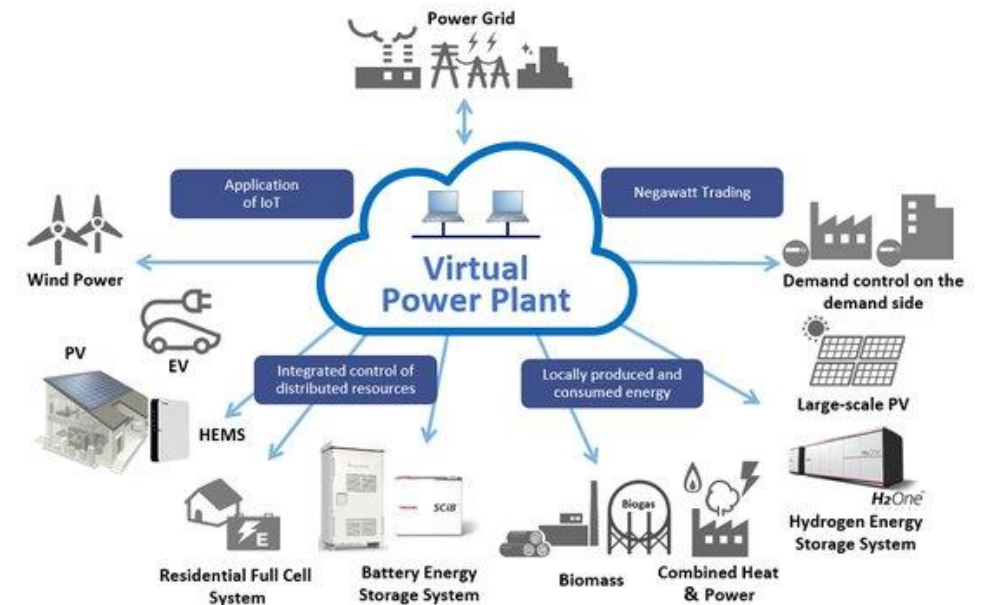 Power Grid
Application
of IoT
Negawatt Trading
Virtual
Power Plant
Wind Power
Demand control on the
demand side
EV
PV
Integrated control of
distributed resources
Locally produced and
consumed energy
Large-scale PV
HEMS
SCiB
Biogas
H2One
E
Hydrogen Energy
Storage System
Residential Full Cell
System
Battery Energy
Storage System
Biomass
Combined Heat
& Power